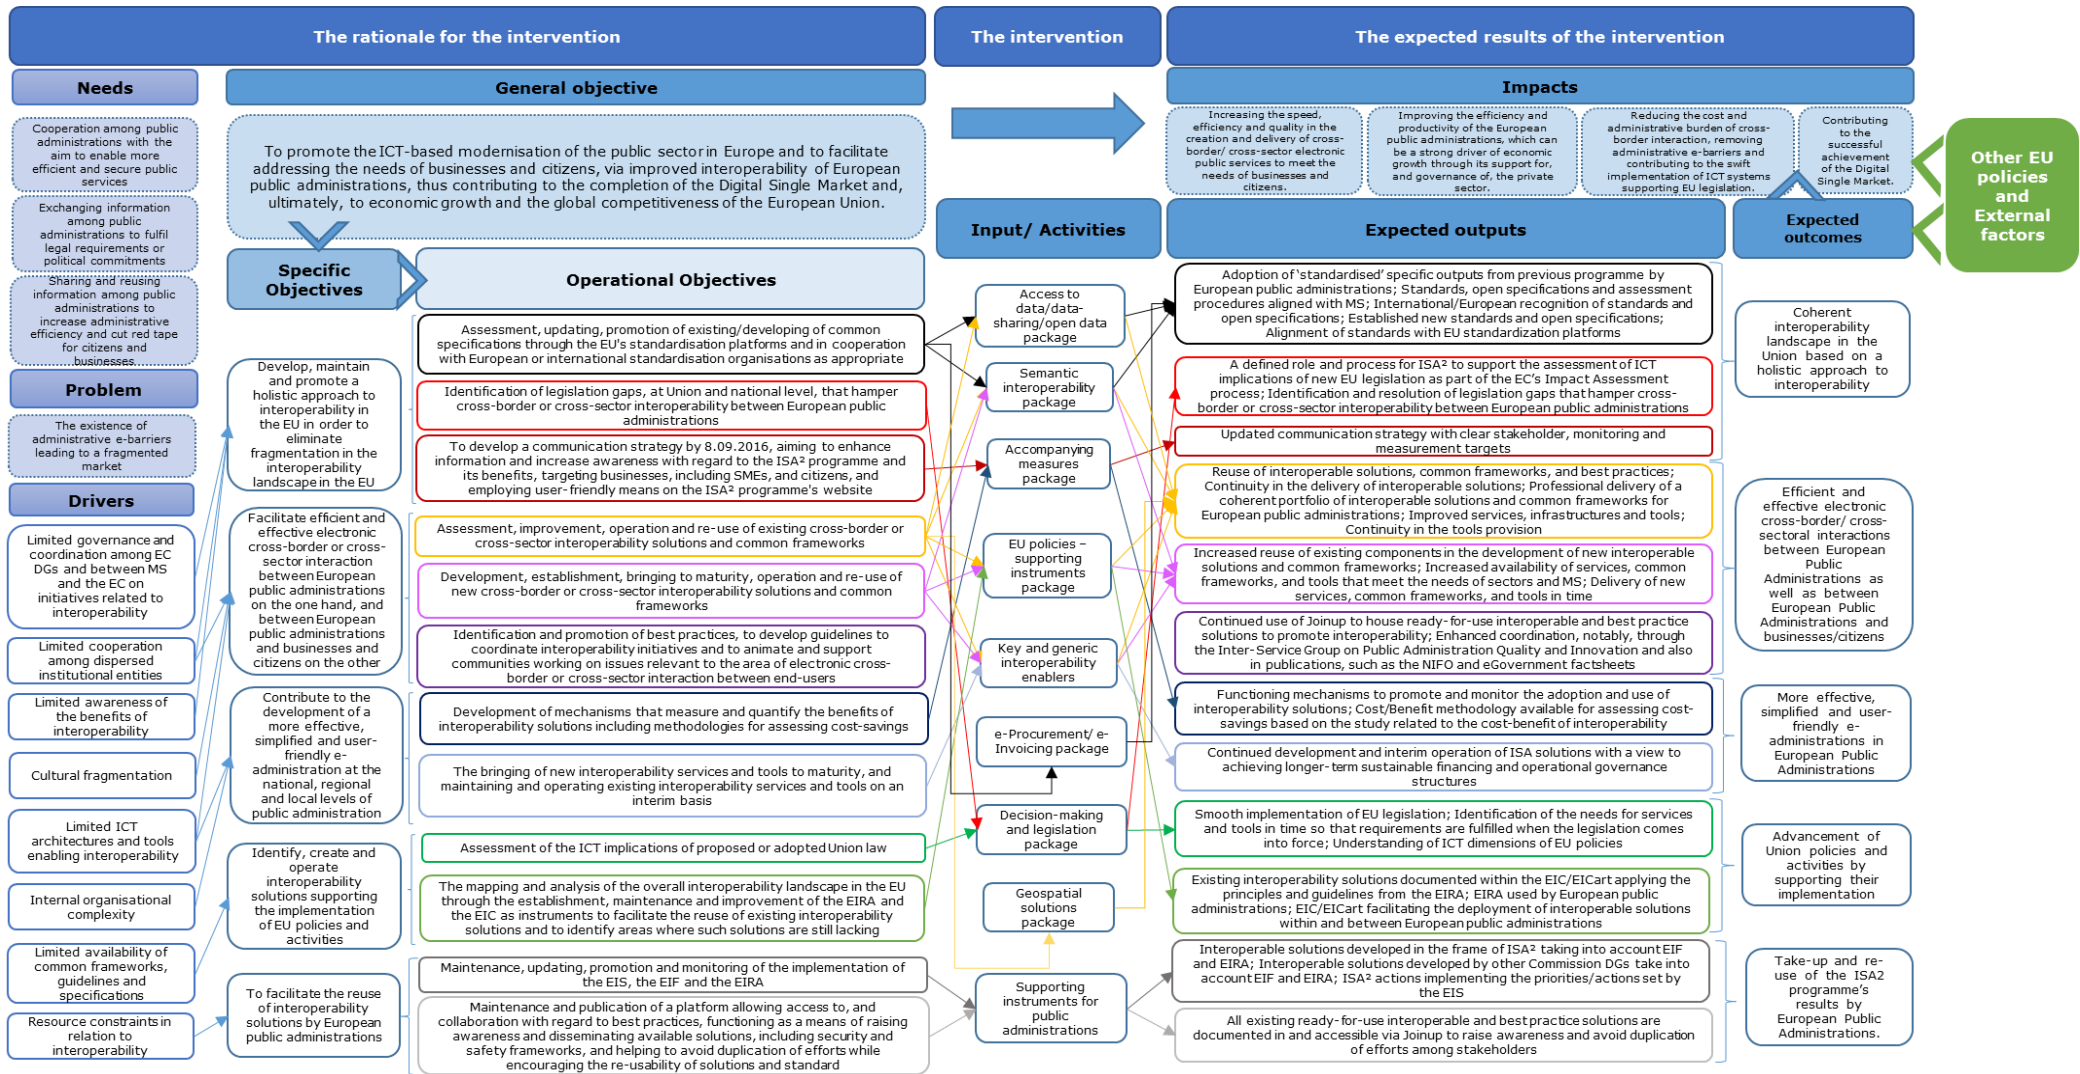 The rationale for the intervention
The intervention
The expected results of the intervention
Needs
General objective
Impacts
Cooperation among public
administrations with the
aim to enable more
efficient and secure public
services
Exchanging information
among public
administrations to fulfil
legal requirements or
political commitments
Sharing and reusing
information among public
administrations to
increase administrative
efficiency and cut red tape
for citizens and
businesses
Problem
The existence of
administrative e-barriers
leading to a fragmented
market
Drivers
Limited governance and
coordination among EC
DGs and between MS
and the EC on
initiatives related to
interoperability
Limited cooperation
among dispersed
institutional entities
Limited awareness of
the benefits of
interoperability
Cultural fragmentation
Limited ICT
architectures and tools
enabling interoperability
Internal organisational
complexity
Limited availability of
common frameworks,
guidelines and
specifications
Resource constraints in
relation to
interoperability
To promote the ICT-based modernisation of the public sector in Europe and to facilitate
addressing the needs of businesses and citizens, via improved interoperability of European
public administrations, thus contributing to the completion of the Digital Single Market and,
ultimately, to economic growth and the global competitiveness of the European Union.
Specific
Objectives
Operational Objectives
Develop, maintain
and promote a
holistic approach to
interoperability in
the EU in order to
eliminate
fragmentation in the
interoperability
landscape in the EU
Facilitate efficient and
effective electronic
cross-border or cross-
sector interaction
between European
public administrations
on the one hand, and
between European
public administrations
and businesses and
citizens on the other
Contribute to the
development of a
more effective,
simplified and user-
friendly e-
administration at the
national, regional
and local levels of
public administration
Identify, create and
operate
interoperability
solutions supporting
the implementation
of EU policies and
activities
To facilitate the reuse
of interoperability
solutions by European
public administrations
Assessment, updating, promotion of existing/developing of common
specifications through the EU's standardisation platforms and in cooperation
with European or international standardisation organisations as appropriate
Identification of legislation gaps, at Union and national level, that hamper
cross-border or cross-sector interoperability between European public
administrations
To develop a communication strategy by 8.09.2016, aiming to enhance
information and increase awareness with regard to the ISA² programme and
its benefits, targeting businesses, including SMEs, and citizens, and
employing user-friendly means on the ISA² programme's website
Assessment, improvement, operation and re-use of existing cross-border or
cross-sector interoperability solutions and common frameworks
Development, establishment, bringing to maturity, operation and re-use of
new cross-border or cross-sector interoperability solutions and common
frameworks
Identification and promotion of best practices, to develop guidelines to
coordinate interoperability initiatives and to animate and support
communities working on issues relevant to the area of electronic cross-
border or cross-sector interaction between end-users
Development of mechanisms that measure and quantify the benefits of
interoperability solutions including methodologies for assessing cost-savings
The bringing of new interoperability services and tools to maturity, and
maintaining and operating existing interoperability services and tools on an
interim basis
Assessment of the ICT implications of proposed or adopted Union law
The mapping and analysis of the overall interoperability landscape in the EU
through the establishment, maintenance and improvement of the EIRA and
the EIC as instruments to facilitate the reuse of existing interoperability
solutions and to identify areas where such solutions are still lacking
Maintenance, updating, promotion and monitoring of the implementation of
the EIS, the EIF and the EIRA
Maintenance and publication of a platform allowing access to, and
collaboration with regard to best practices, functioning as a means of raising
awareness and disseminating available solutions, including security and
safety frameworks, and helping to avoid duplication of efforts while
encouraging the re-usability of solutions and standard
Input/ Activities
Access to
data/data-
sharing/open data
package
Semantic
interoperability
package
Accompanying
measures package
EU policies –
supporting
instruments
package
Key and generic
interoperability
enablers
e-Procurement/ e-
Invoicing package
Decision-making
and legislation
package
Geospatial
solutions
package
Supporting
instruments for
public
administrations
Increasing the speed,
efficiency and quality in the
creation and delivery of cross-
border/ cross-sector electronic
public services to meet the
needs of businesses and
citizens.
Improving the efficiency and
productivity of the European
public administrations, which can
be a strong driver of economic
growth through its support for,
and governance of, the private
sector.
Reducing the cost and
administrative burden of cross-
border interaction, removing
administrative e-barriers and
contributing to the swift
implementation of ICT systems
supporting EU legislation.
Contributing
to the
successful
achievement
of the Digital
Single Market.
Expected outputs
Expected
outcomes
Adoption of 'standardised' specific outputs from previous programme by
European public administrations; Standards, open specifications and assessment
procedures aligned with MS; International/European recognition of standards and
open specifications; Established new standards and open specifications;
Alignment of standards with EU standardization platforms
A defined role and process for ISA² to support the assessment of ICT
implications of new EU legislation as part of the EC's Impact Assessment
process; Identification and resolution of legislation gaps that hamper cross-
border or cross-sector interoperability between European public administrations
Updated communication strategy with clear stakeholder, monitoring and
measurement targets
Reuse of interoperable solutions, common frameworks, and best practices;
Continuity in the delivery of interoperable solutions; Professional delivery of a
coherent portfolio of interoperable solutions and common frameworks for
European public administrations; Improved services, infrastructures and tools;
Continuity in the tools provision
Increased reuse of existing components in the development of new interoperable
solutions and common frameworks; Increased availability of services, common
frameworks, and tools that meet the needs of sectors and MS; Delivery of new
services, common frameworks, and tools in time
Continued use of Joinup to house ready-for-use interoperable and best practice
solutions to promote interoperability; Enhanced coordination, notably, through
the Inter-Service Group on Public Administration Quality and Innovation and also
in publications, such as the NIFO and eGovernment factsheets
Functioning mechanisms to promote and monitor the adoption and use of
interoperability solutions; Cost/Benefit methodology available for assessing cost-
savings based on the study related to the cost-benefit of interoperability
Continued development and interim operation of ISA solutions with a view to
achieving longer-term sustainable financing and operational governance
structures
Smooth implementation of EU legislation; Identification of the needs for services
and tools in time so that requirements are fulfilled when the legislation comes
into force; Understanding of ICT dimensions of EU policies
Existing interoperability solutions documented within the EIC/EICart applying the
principles and guidelines from the EIRA; EIRA used by European public
administrations; EIC/EICart facilitating the deployment of interoperable solutions
within and between European public administrations
Interoperable solutions developed in the frame of ISA² taking into account EIF
and EIRA; Interoperable solutions developed by other Commission DGs take into
account EIF and EIRA; ISA² actions implementing the priorities/actions set by
the EIS
All existing ready-for-use interoperable and best practice solutions are
documented in and accessible via Joinup to raise awareness and avoid duplication
of efforts among stakeholders
Coherent
interoperability
landscape in the
Union based on a
holistic approach to
interoperability
Efficient and
effective electronic
cross-border/ cross-
sectoral interactions
between European
Public
Administrations as
well as between
European Public
Administrations and
businesses/citizens
More effective,
simplified and user-
friendly e-
administrations in
European Public
Administrations
Advancement of
Union policies and
activities by
supporting their
implementation
Take-up and re-
use of the ISA2
programme's
results by
European Public
Administrations.
Other EU
policies
and
External
factors